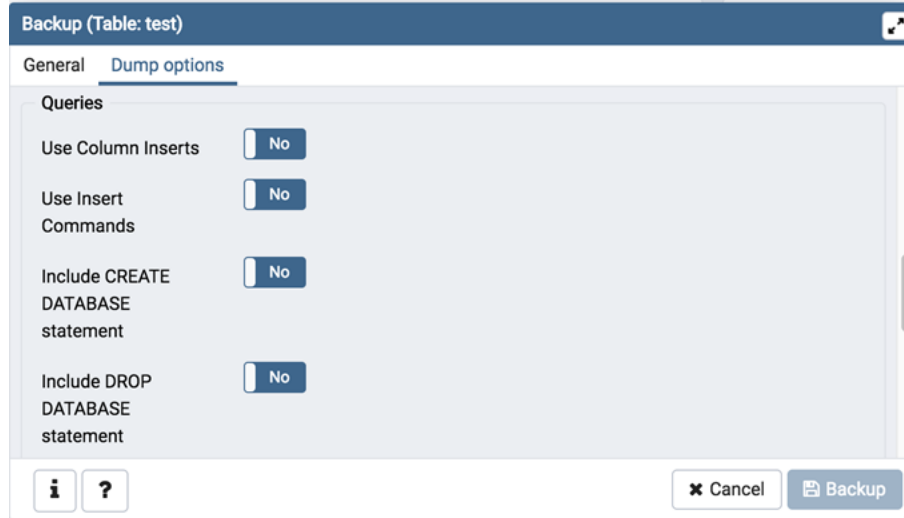 Backup (Table: test)
General Dump options
Queries
Use Column Inserts No
Use Insert No
Commands
Include CREATE No
DATABASE
statement
Include DROP No
DATABASE
statement
i ? Cancel Backup